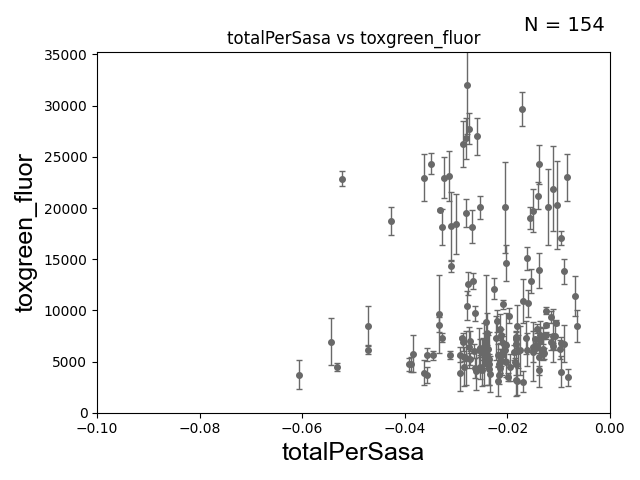 N = 154
totalPerSasa vs toxgreen_fluor
35000
30000
25000
20000
15000
10000
5000
0
toxgreen_fluor
−0.10 −0.08 −0.06 −0.04 −0.02 0.00
totalPerSasa